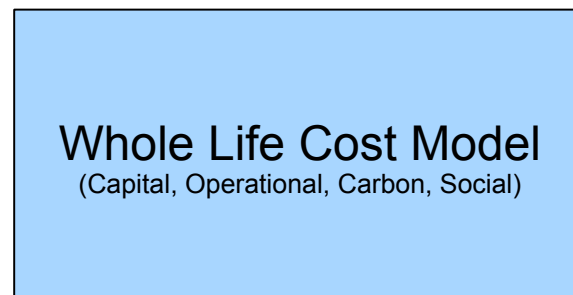 Whole Life Cost Model
(Capital, Operational, Carbon, Social)